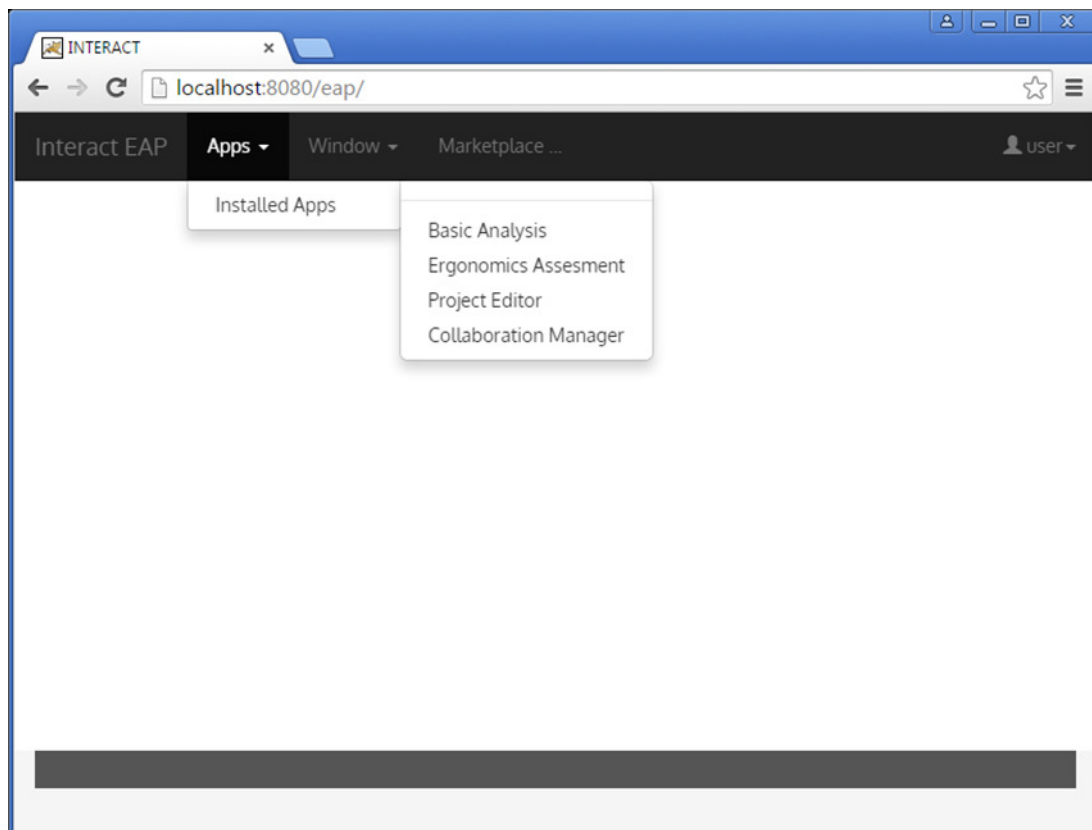 INTERACT
localhost:8080/eap/
Interact EAP Apps Window Marketplace ... user
Installed Apps
Basic Analysis
Ergonomics Assesment
Project Editor
Collaboration Manager